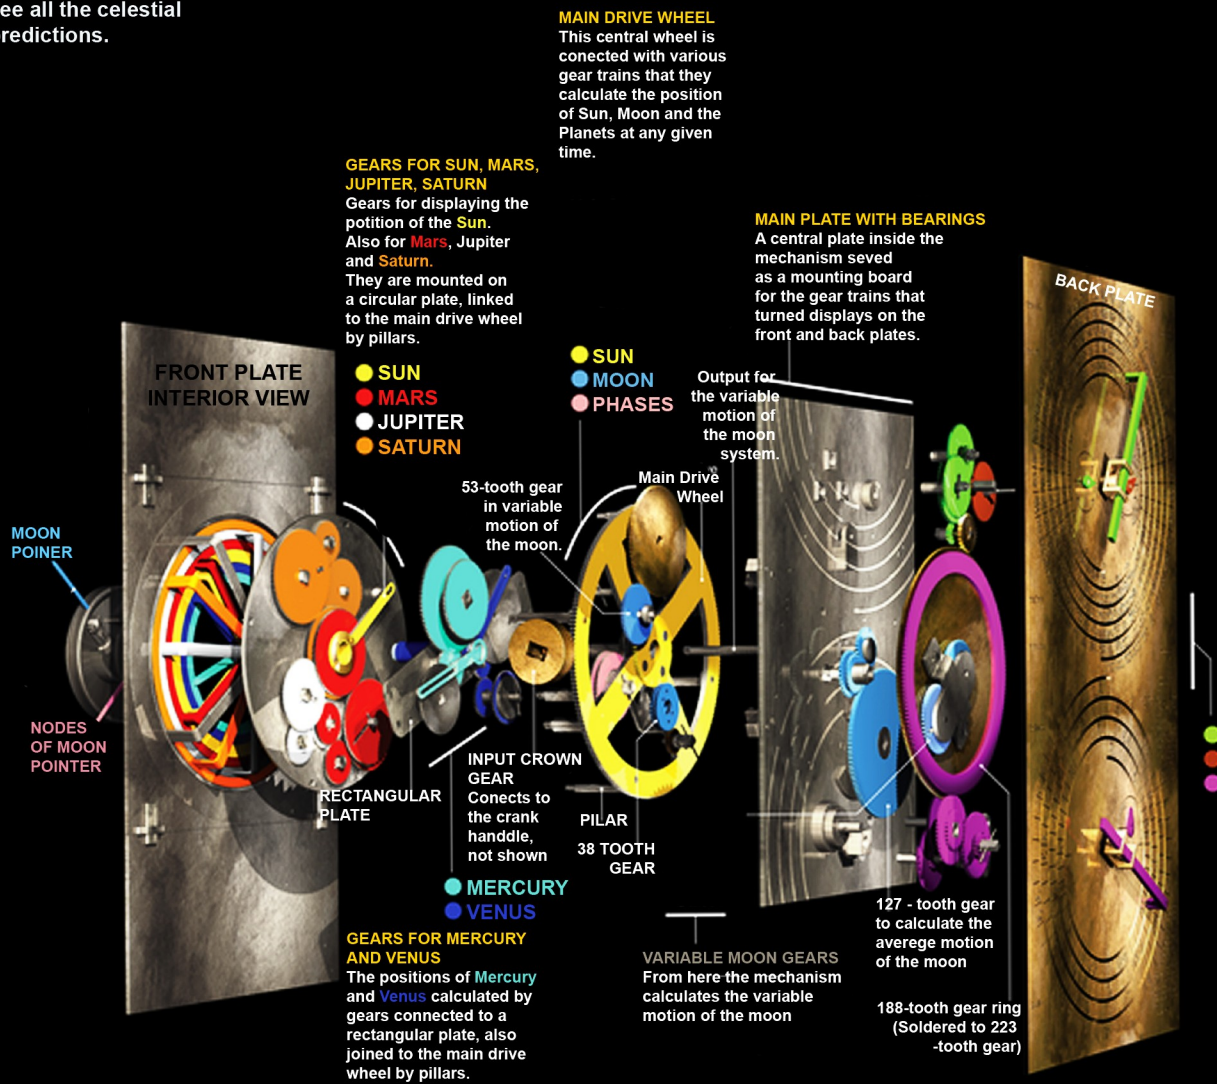 ee all the celestial
redictions.
MAIN DRIVE WHEEL
This central wheel is
conected with various
gear trains that they
calculate the position
of Sun, Moon and the
Planets at any given
time.
GEARS FOR SUN, MARS,
JUPITER, SATURN
Gears for displaying the
potition of the Sun.
Also for Mars, Jupiter
and Saturn.
They are mounted on
a circular plate, linked
to the main drive wheel
by pillars.
SUN
MARS
JUPITER
SATURN
MAIN PLATE WITH BEARINGS
A central plate inside the
mechanism seved
as a mounting board
for the gear trains that
turned displays on the
front and back plates.
BACK PLATE
FRONT PLATE
INTERIOR VIEW
SUN
MOON
PHASES
Output for
the variable
motion of
the moon
system.
Main Drive
Wheel
53-tooth gear
in variable
motion of
the moon.
MOON
POINER
NODES
OF MOON
POINTER
RECTANGULAR
PLATE
INPUT CROWN
GEAR
Conects to
the crank
handdle,
not shown
PILAR
38 TOOTH
GEAR
MERCURY
VENUS
GEARS FOR MERCURY
AND VENUS
The positions of Mercury
and Venus calculated by
gears connected to a
rectangular plate, also
joined to the main drive
wheel by pillars.
VARIABLE MOON GEARS
From here the mechanism
calculates the variable
motion of the moon
127 - tooth gear
to calculate the
averege motion
of the moon
188-tooth gear ring
(Soldered to 223
-tooth gear)